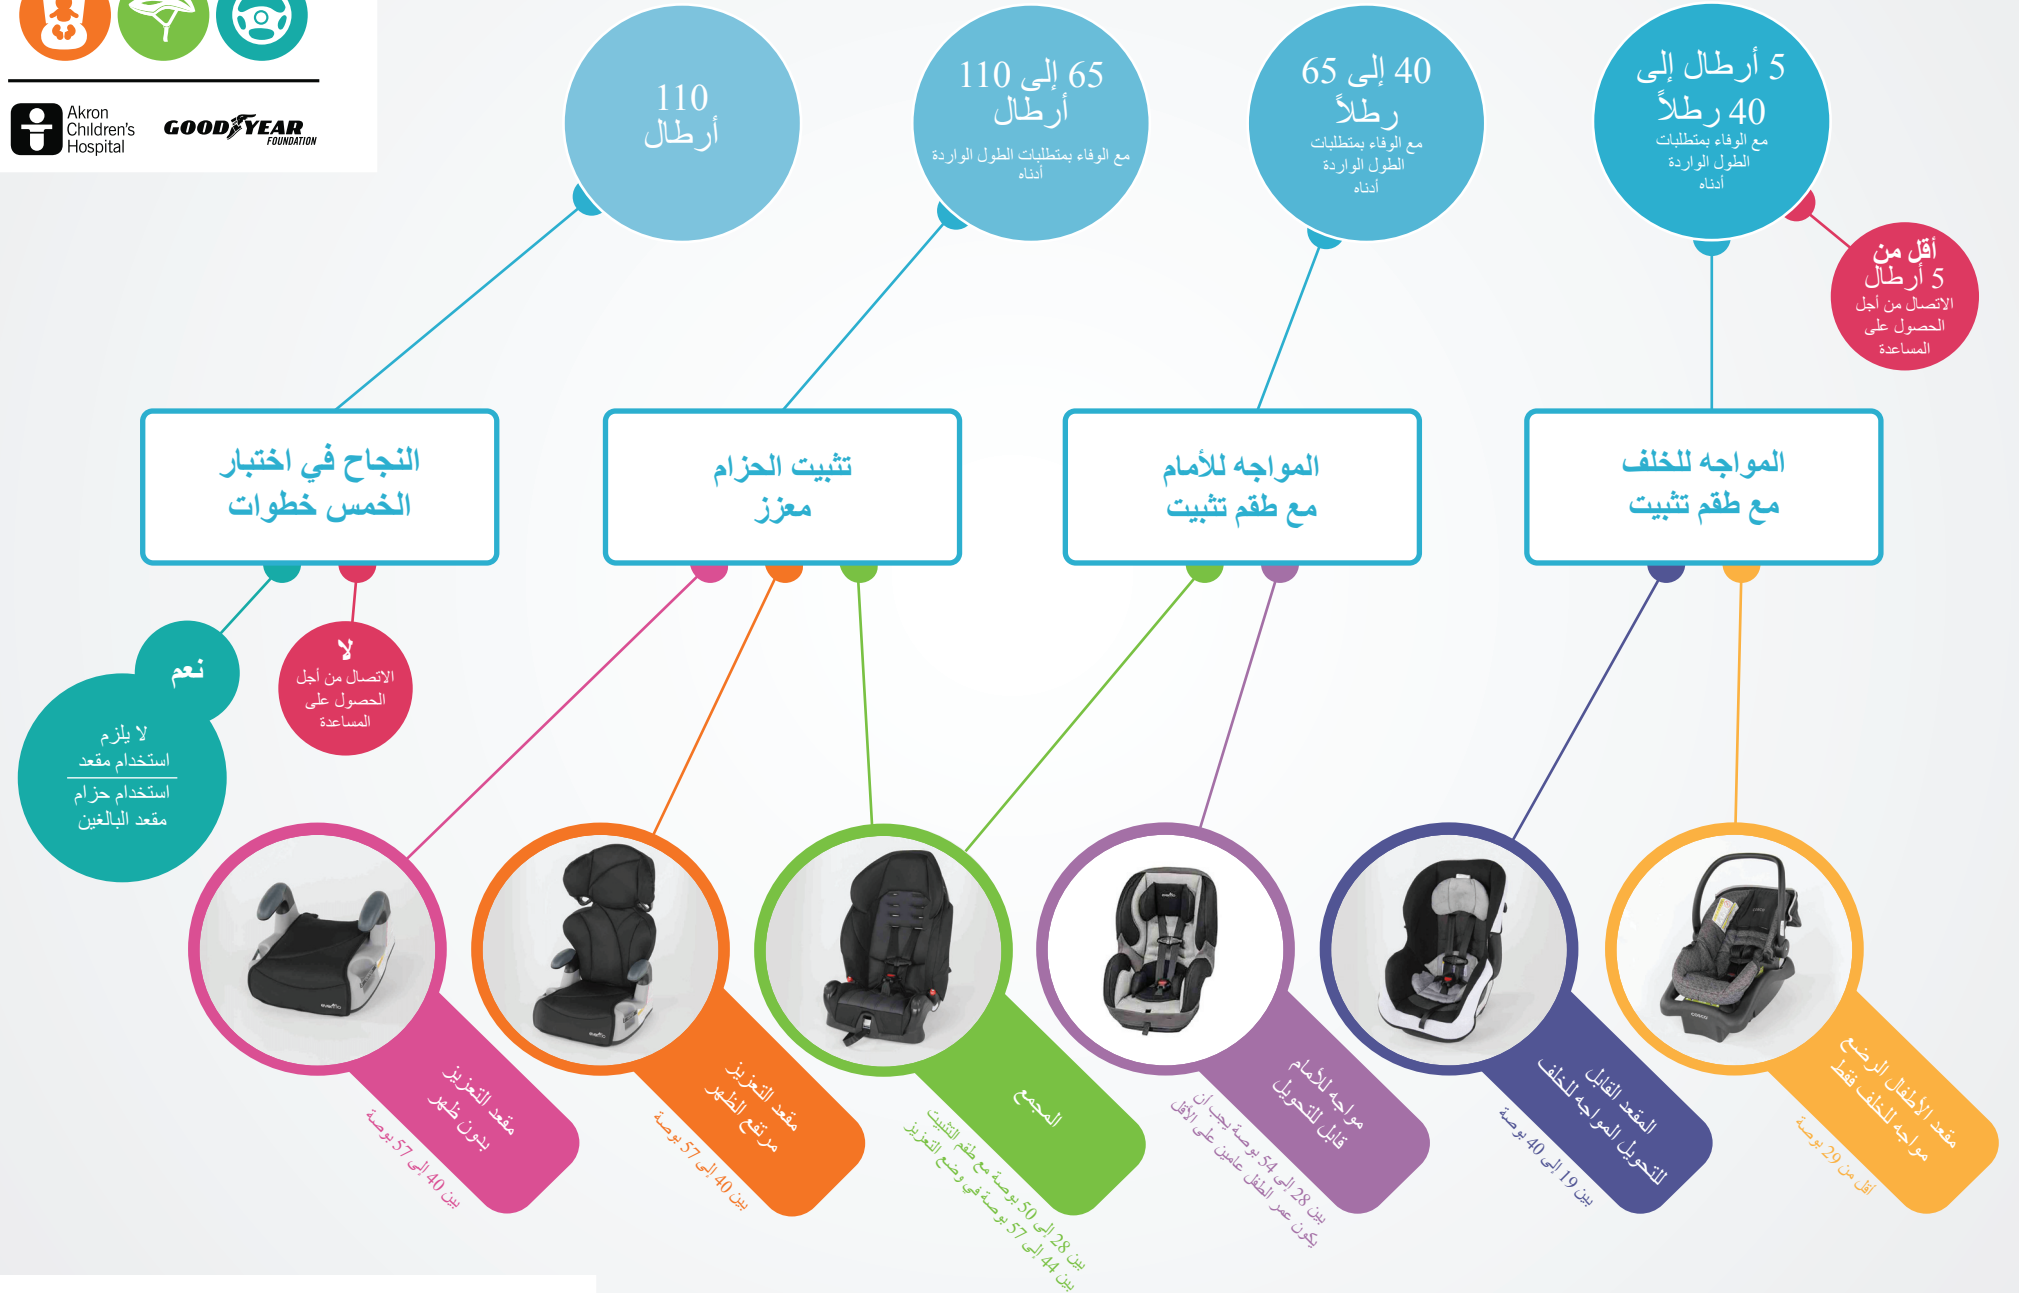 Akron
Children's
Hospital
GOODYEAR
FOUNDATION
5 أرطال إلى
40 رطلاً
مع الوفاء بمتطلبات
الطول الواردة
أدناه
40 إلى 65
رطلاً
مع الوفاء بمتطلبات
الطول الواردة
أدناه
65 إلى 110
أرطال
مع الوفاء بمتطلبات الطول الواردة
أدناه
110
أرطال
أقل من
5 أرطال
الاتصال من أجل
الحصول على
المساعدة
المواجه للخلف
مع طقم تثبيت
المواجه للأمام
مع طقم تثبيت
تثبيت الحزام
معزز
النجاح في اختبار
الخمس خطوات
لا
الاتصال من أجل
الحصول على
المساعدة
نعم
لا يلزم
استخدام مقعد
استخدام حزام
مقعد البالغين
مقعد الأطفال الرضع
مواجه للخلف فقط
أقل من 29 بوصة
المقعد القابل
للتحويل المواجه للخلف
بين 19 إلى 40 بوصة
مواجه للأمام
قابل للتحويل
بين 28 إلى 54 بوصة يجب أن
يكون عمر الطفل عامين على الأقل
المجمع
بين 28 إلى 50 بوصة مع طقم التثبيت
بين 44 إلى 57 بوصة في وضع التعزيز
مقعد التعزيز
مرتفع الظهر
بين 40 إلى 57 بوصة
مقعد التعزيز
بدون ظهر
بين 40 إلى 57 بوصة